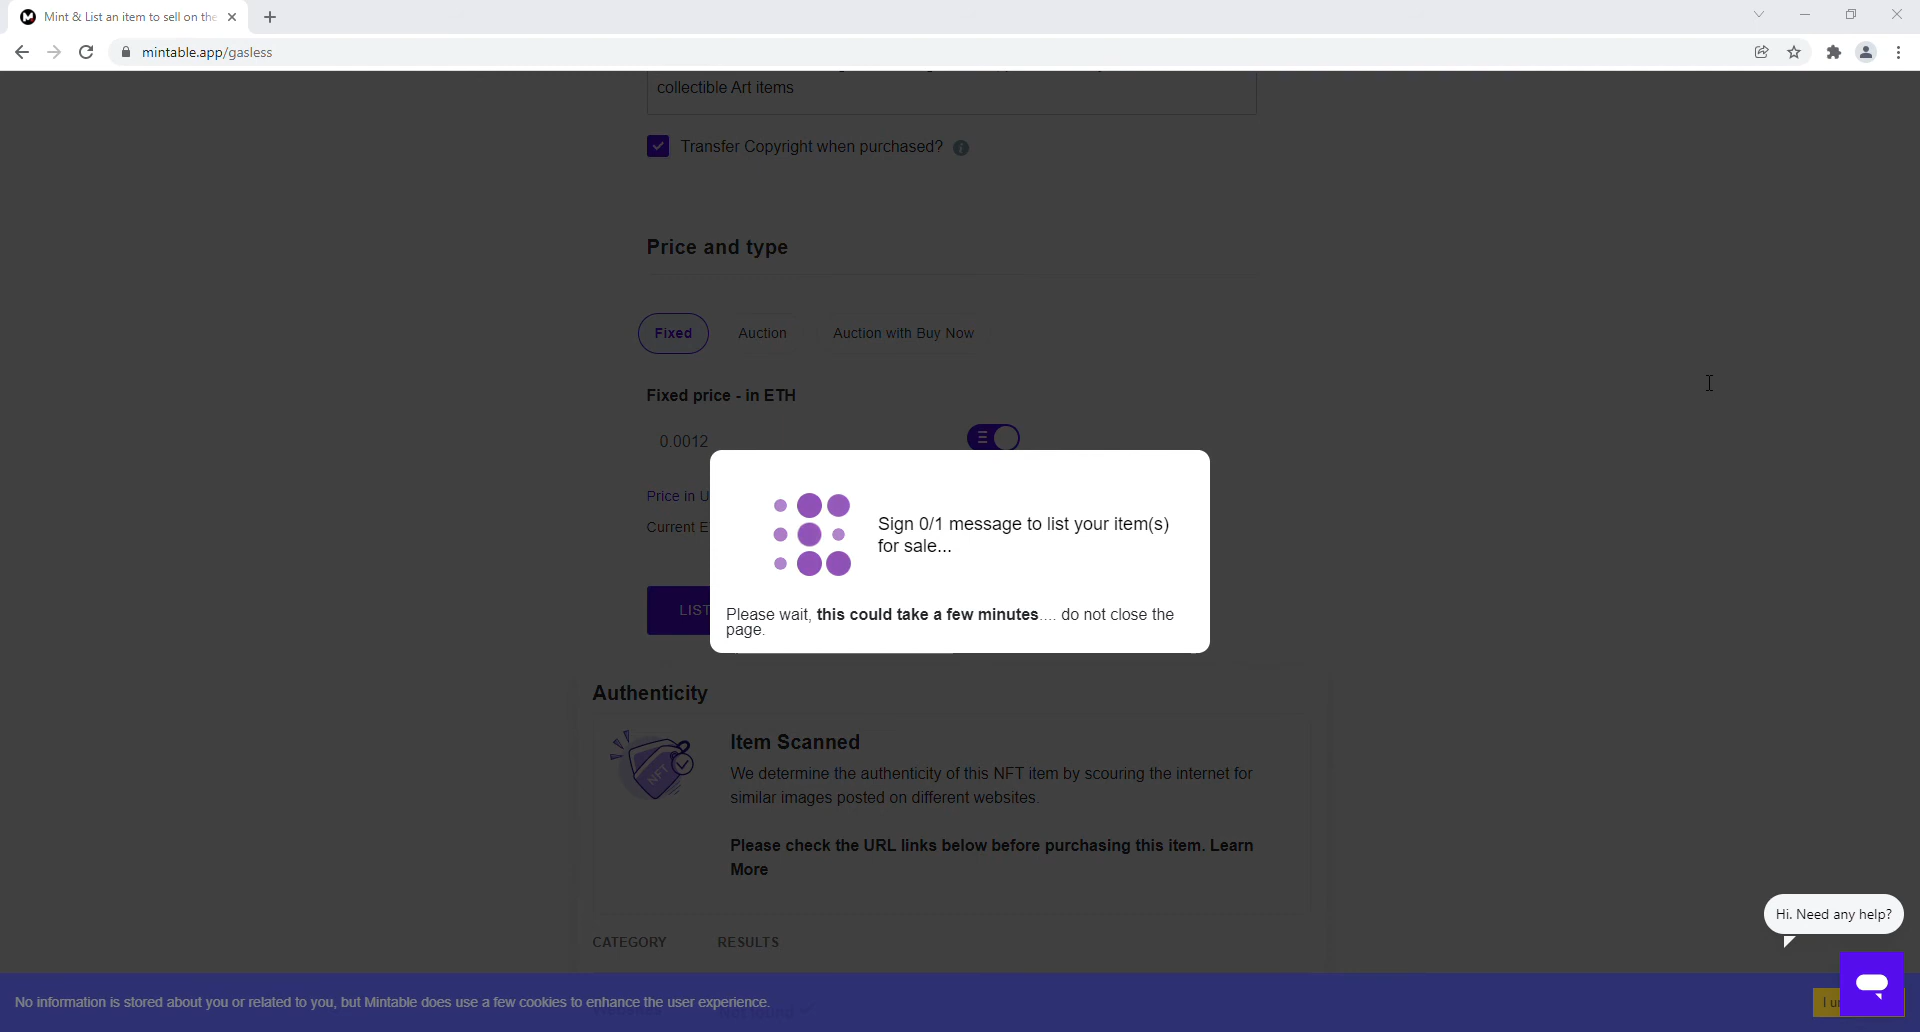 Mint & List an item to sell on the
mintable.app/gasless
collectible Art items
Transfer Copyright when purchased?
Price and type
Fixed
Auction
Auction with Buy Now
Fixed price - in ETH
0.0012
Price in U
Current E
Sign 0/1 message to list your item(s)
for sale...
LIST
Please wait, this could take a few minutes.... do not close the
page.
Authenticity
NFT
Item Scanned
We determine the authenticity of this NFT item by scouring the internet for
similar images posted on different websites.
Please check the URL links below before purchasing this item. Learn
More
Hi. Need any help?
CATEGORY RESULTS
No information is stored about you or related to you, but Mintable does use a few cookies to enhance the user experience.
I u